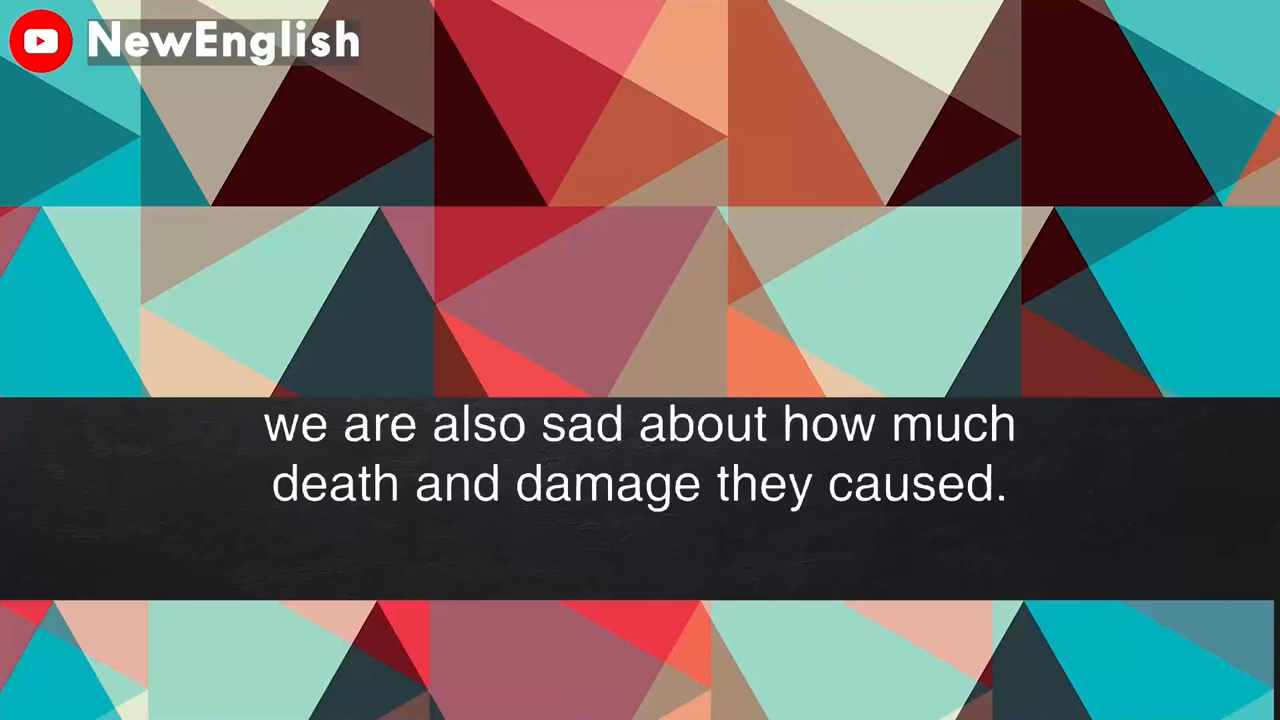 NewEnglish
we are also sad about how much
death and damage they caused.